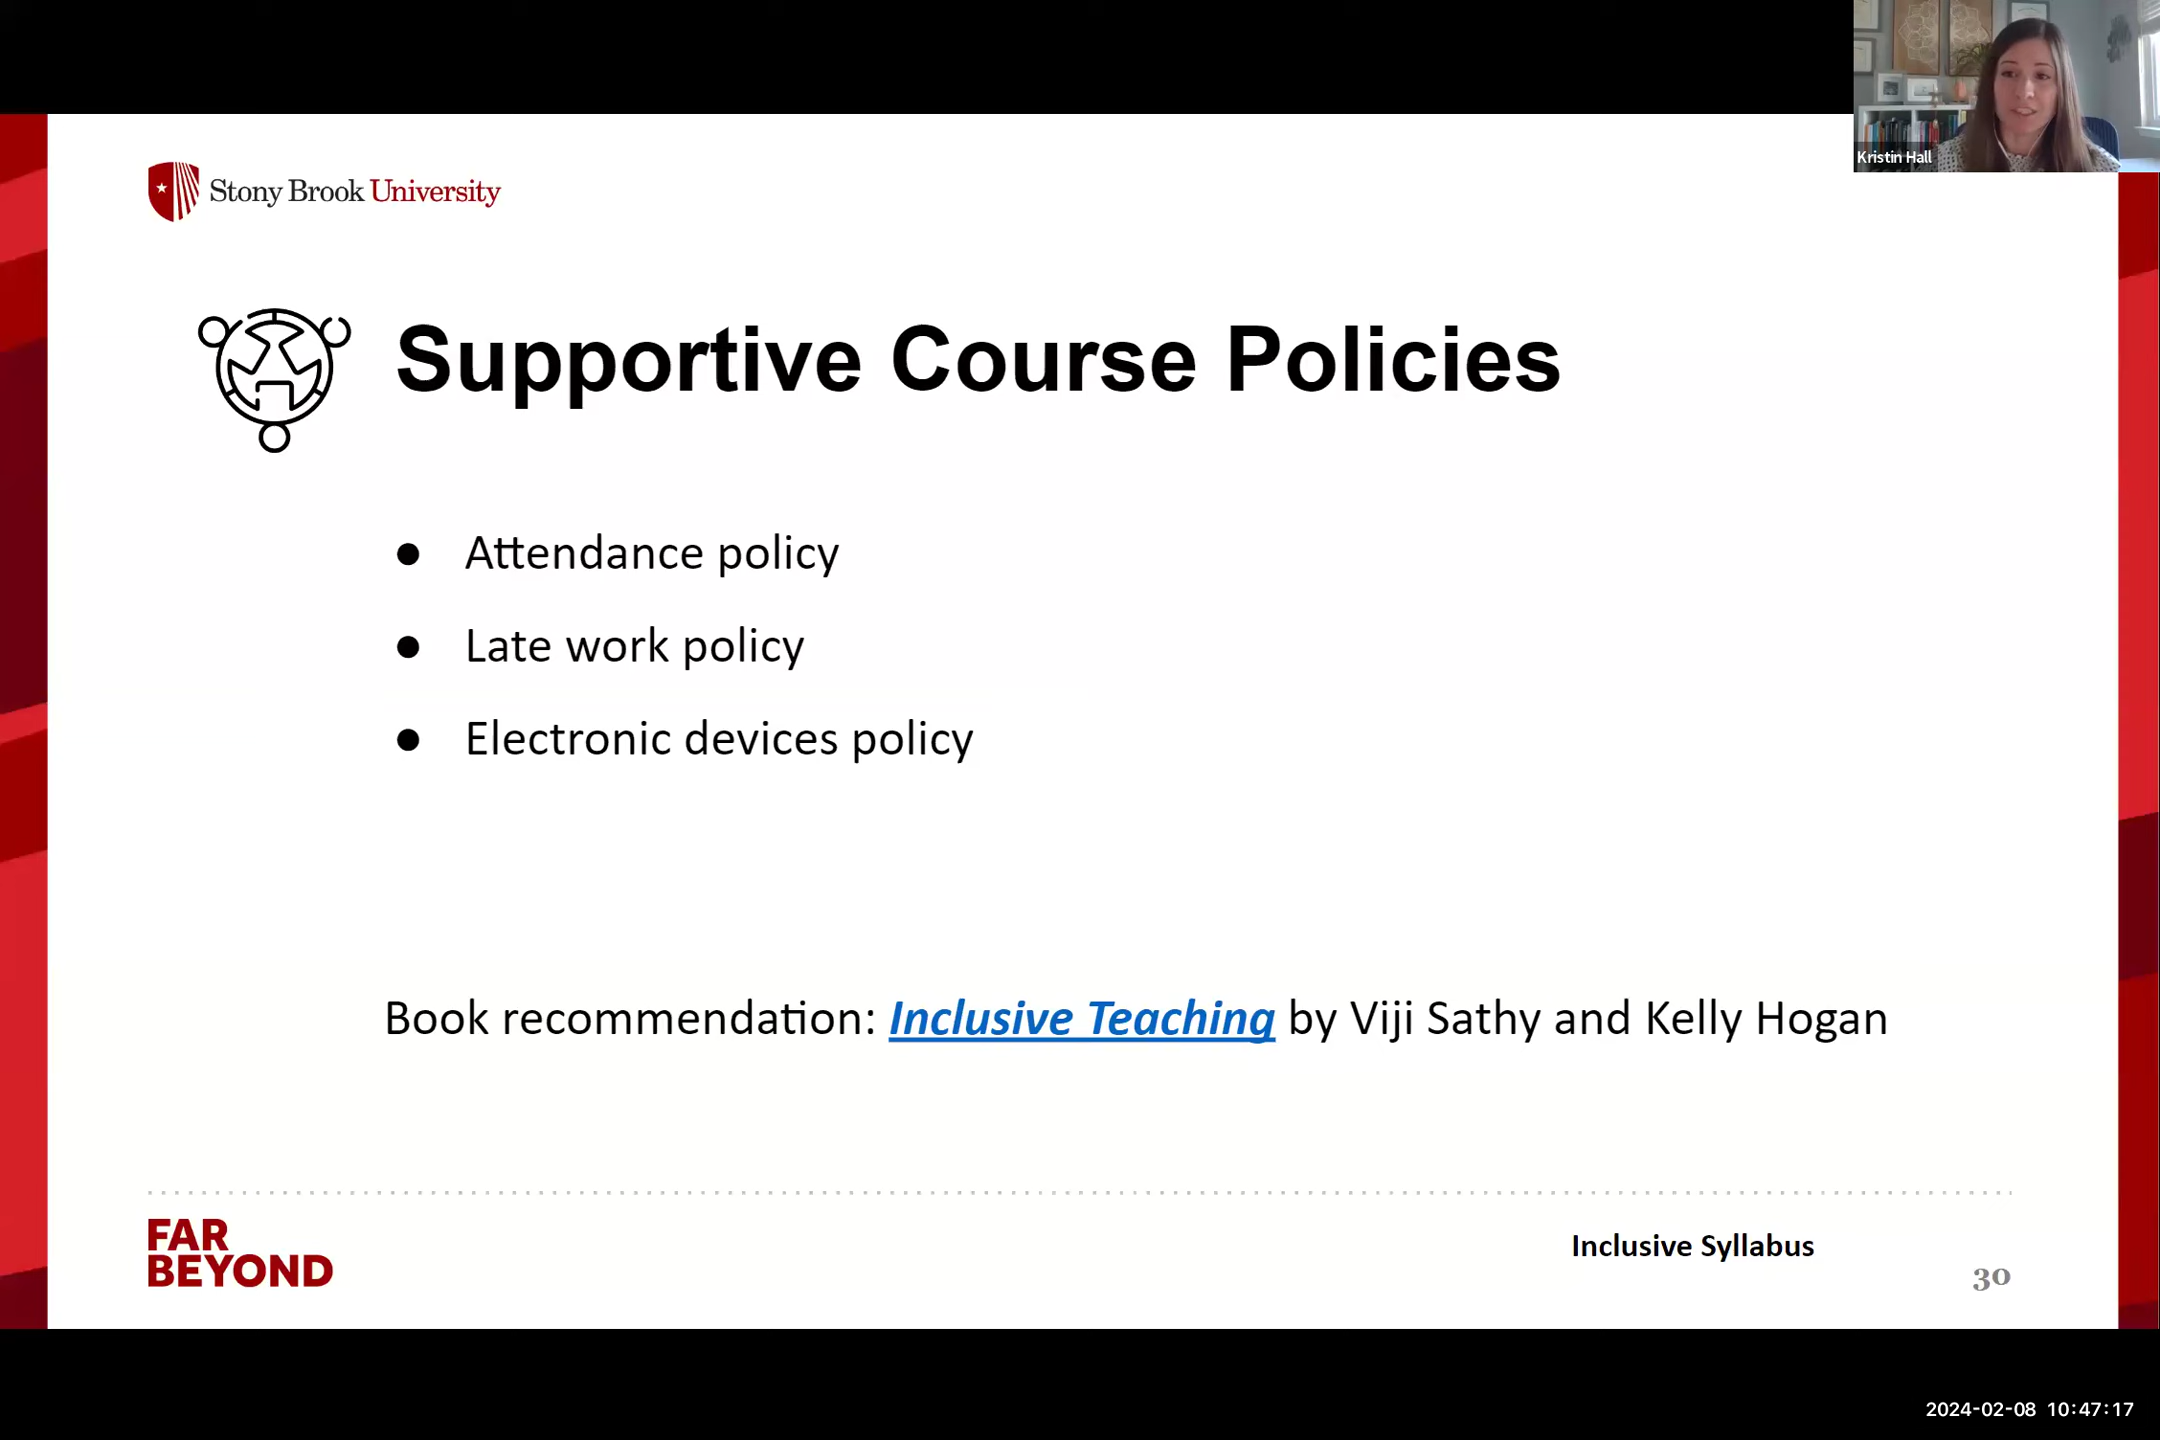 Kristin Hall
Stony Brook University
Supportive Course Policies
● Attendance policy
● Late work policy
● Electronic devices policy
Book recommendation: Inclusive Teaching by Viji Sathy and Kelly Hogan
FAR
BEYOND
Inclusive Syllabus
30
2024-02-08 10:47:17